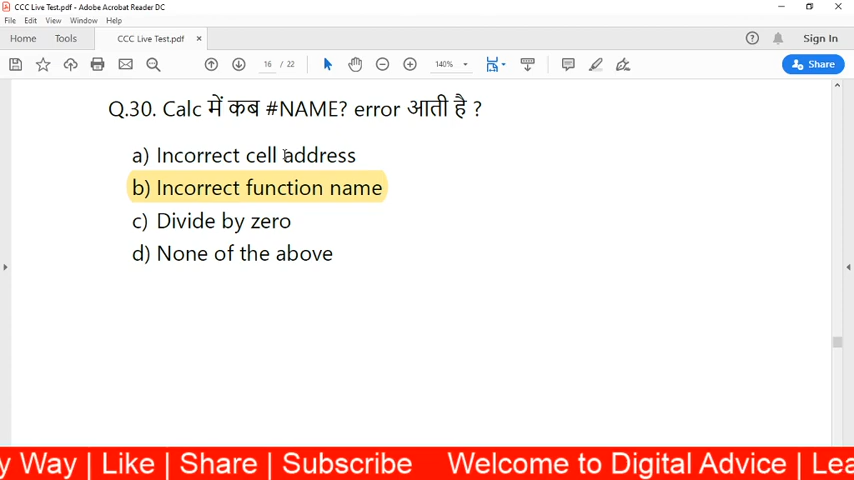 CCC Live Test.pdf - Adobe Acrobat Reader DC
File Edit View Window Help
Home Tools CCC Live Test.pdf × Sign In
16 / 22 140% Share
Q.30. Calc में कब #NAME? error आती है ?
a) Incorrect cell address
b) Incorrect function name
c) Divide by zero
d) None of the above
y Way | Like | Share | Subscribe Welcome to Digital Advice | Lea